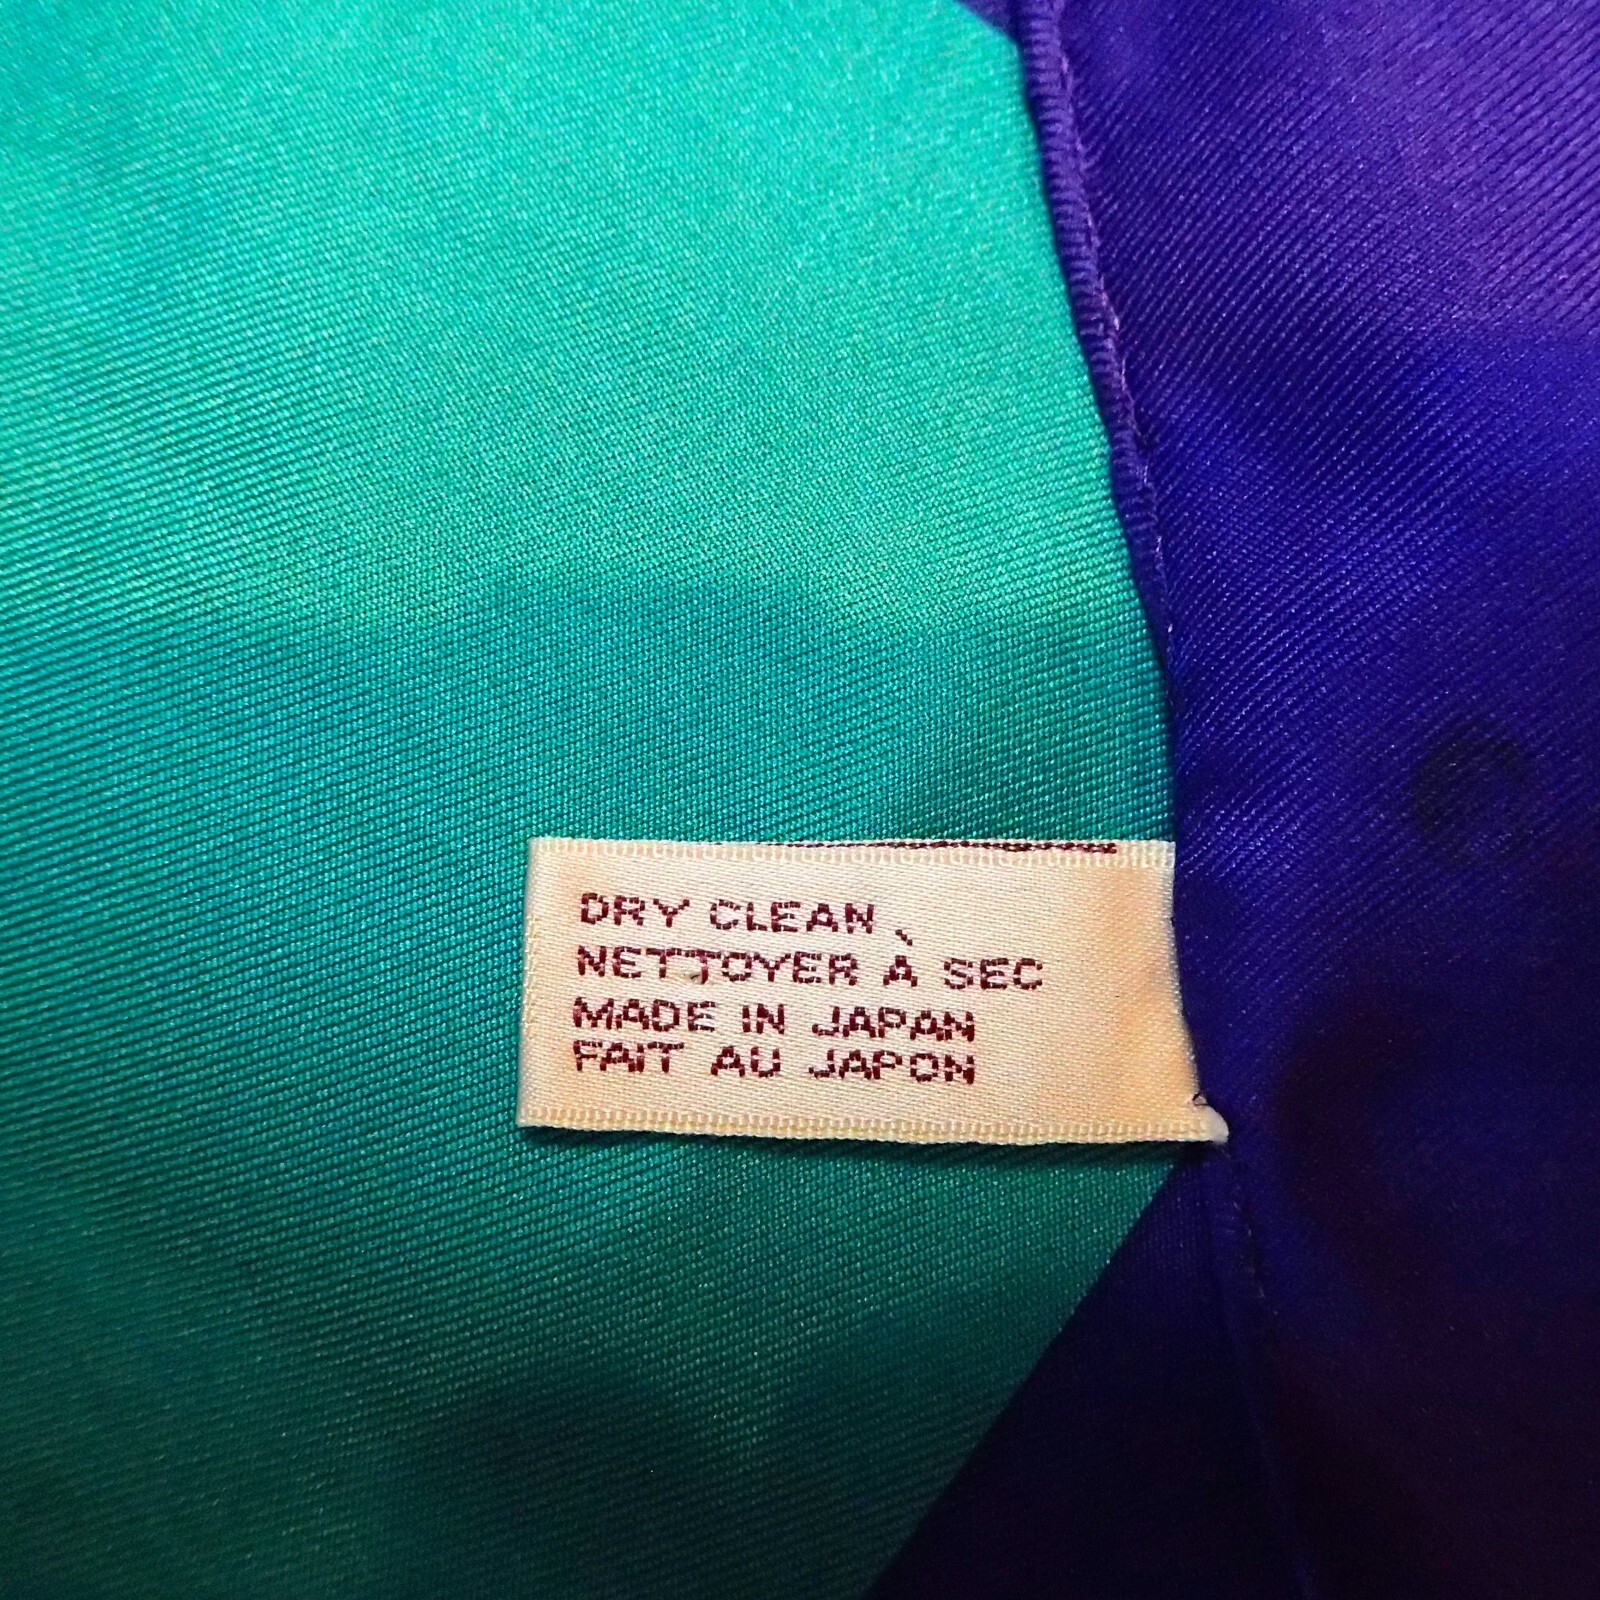 DRY CLEAN
NETTOYER À SEC
MADE IN JAPAN
FAIT AU JAPON